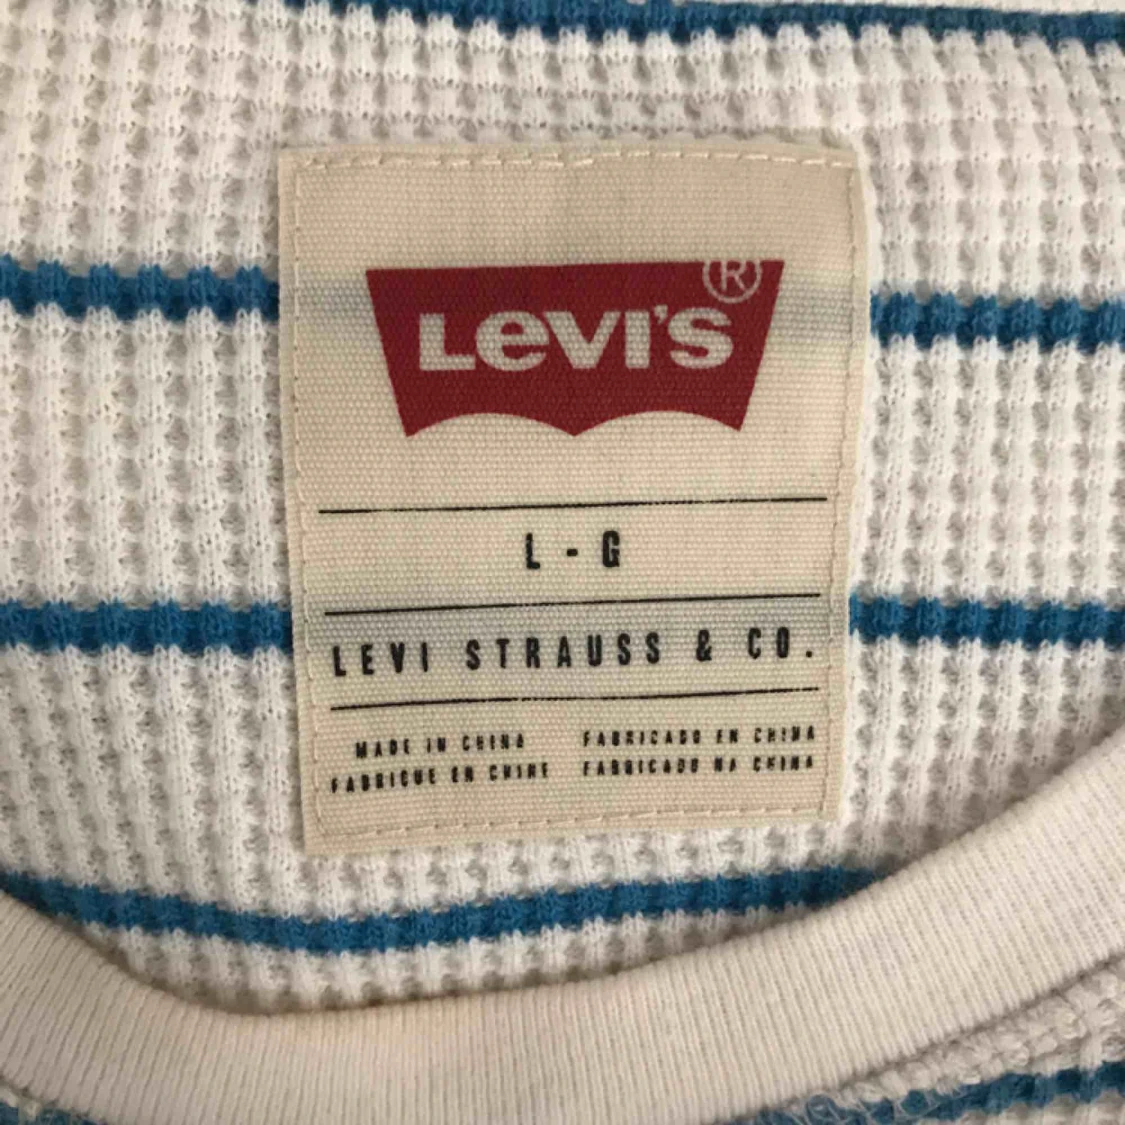 LEVI'S®
L - G
LEVI STRAUSS & CO.
MADE IN CHINA FABRICADO EN CHINA
FABRIQUE EN CHINE FABRICADO NA CHINA